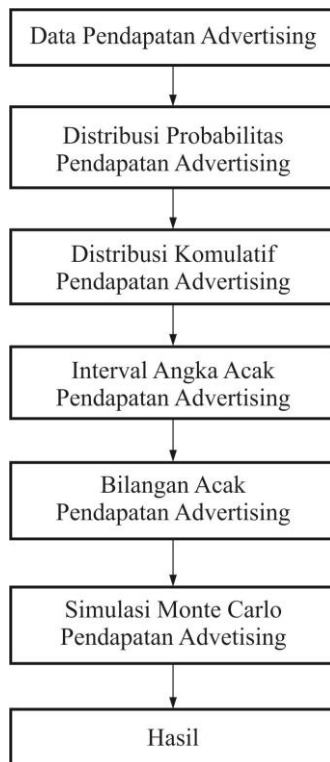 Data Pendapatan Advertising
Distribusi Probabilitas
Pendapatan Advertising
Distribusi Komulatif
Pendapatan Advertising
Interval Angka Acak
Pendapatan Advertising
Bilangan Acak
Pendapatan Advertising
Simulasi Monte Carlo
Pendapatan Advetising
Hasil